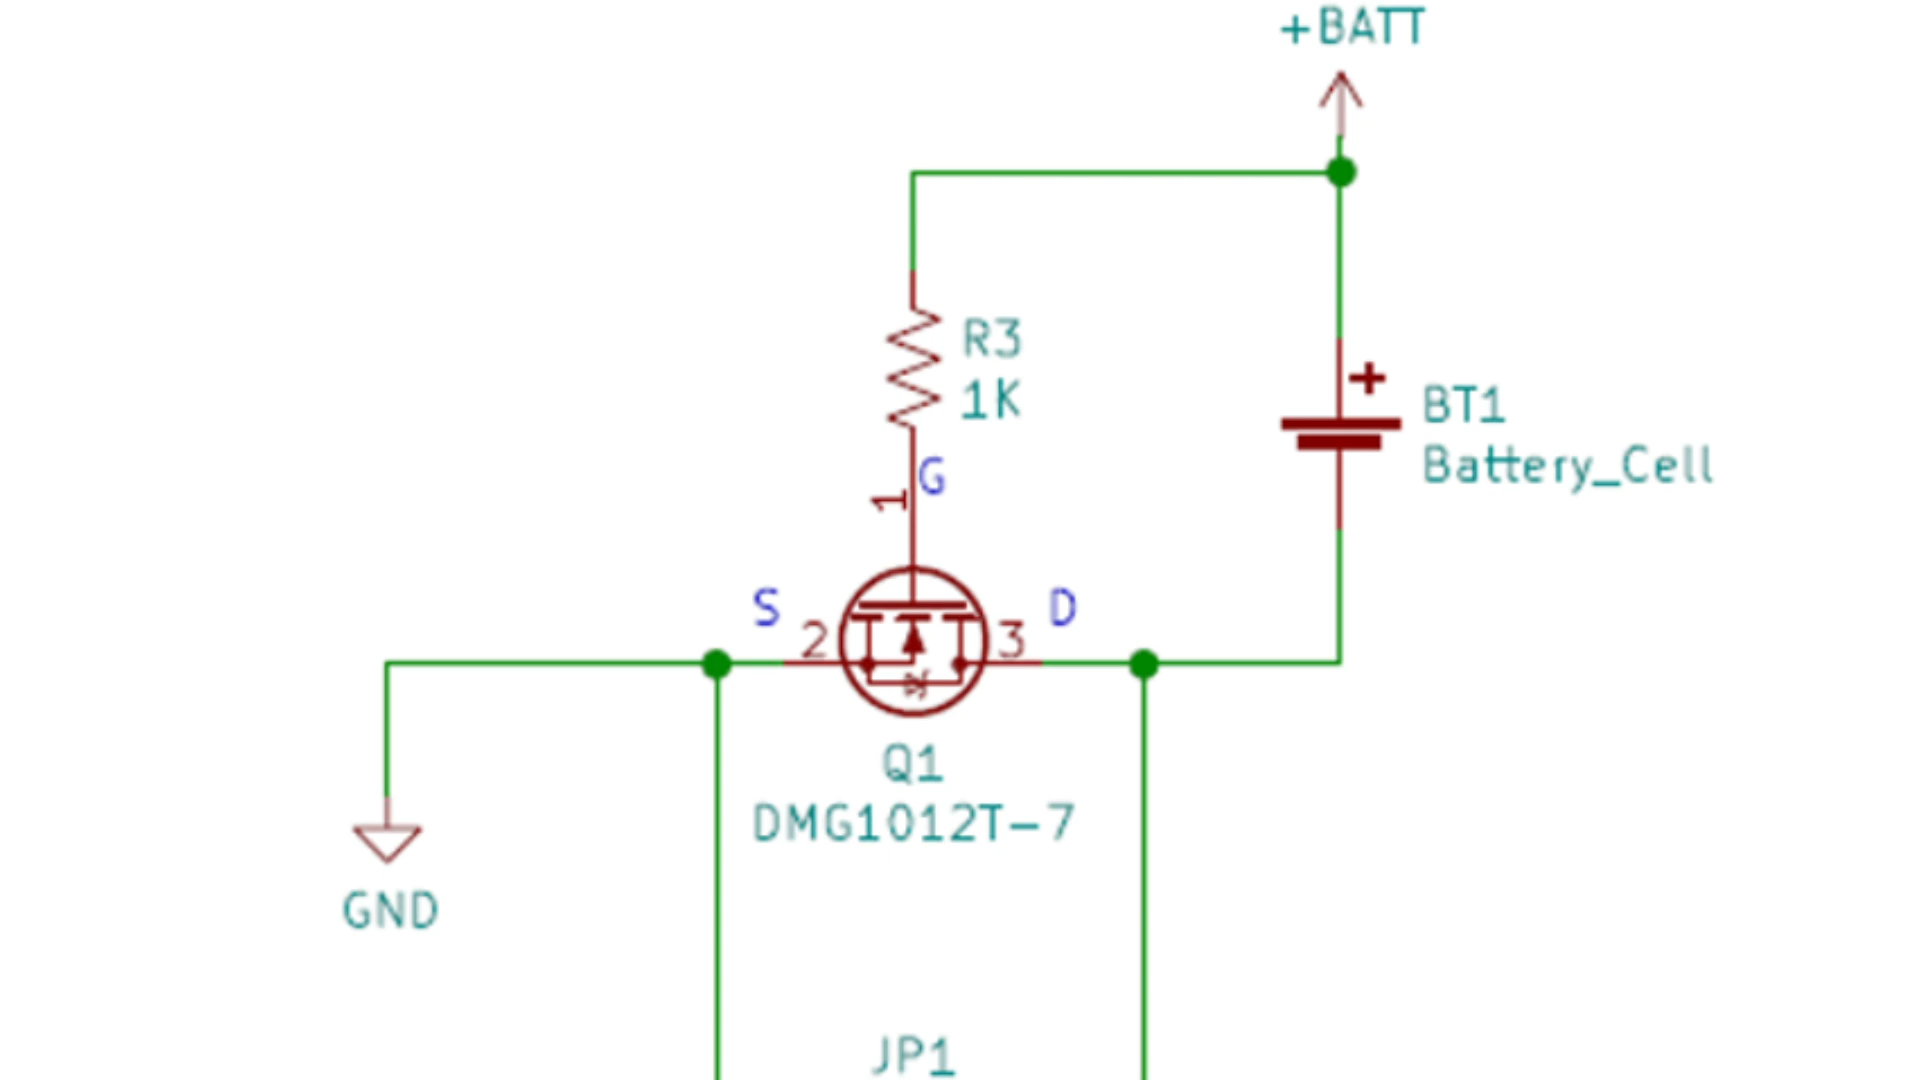 +BATT
R3
1K
G
1
+
BT1
Battery_Cell
S
2
3
D
Q1
DMG1012T-7
GND
JP1